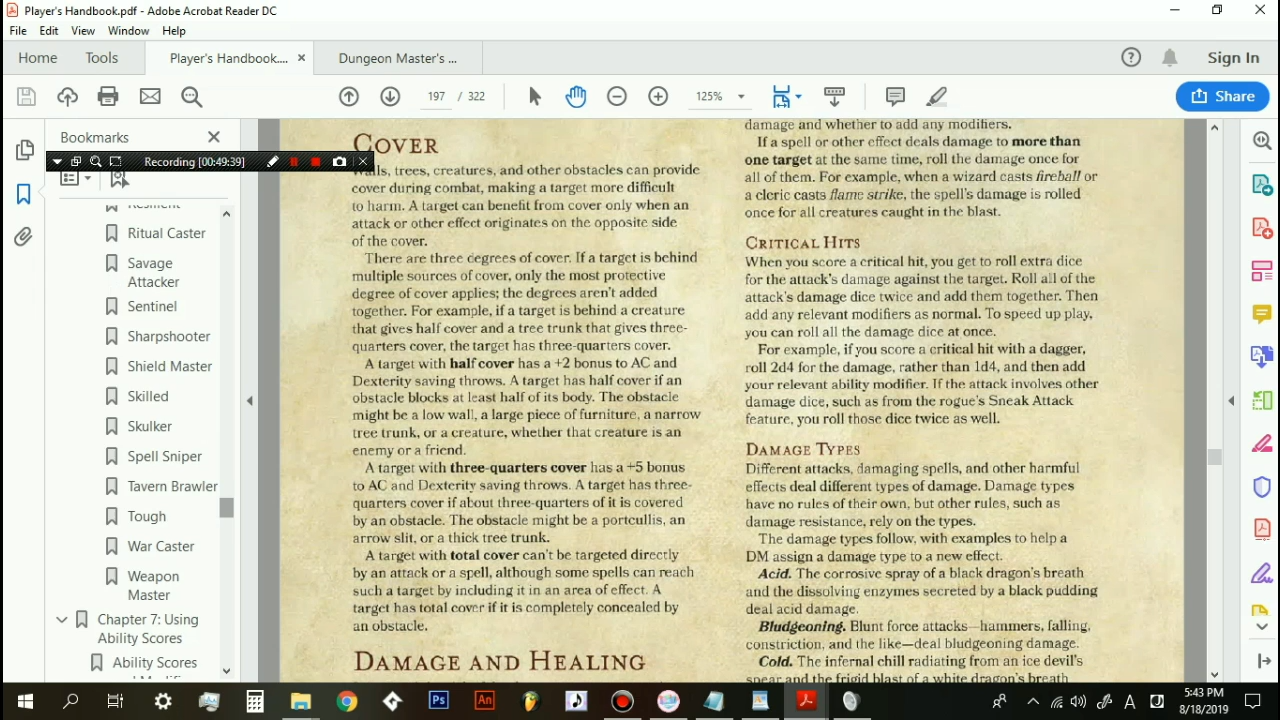 Player's Handbook.pdf - Adobe Acrobat Reader DC
File Edit View Window Help
Home Tools Player's Handbook.... × Dungeon Master's ... Sign In
197 / 322 125% Share
Bookmarks
Recording [00:49:39]
Ritual Caster
Savage
Attacker
Sentinel
Sharpshooter
Shield Master
Skilled
Skulker
Spell Sniper
Tavern Brawler
Tough
War Caster
Weapon
Master
Chapter 7: Using
Ability Scores
Ability Scores
COVER
Walls, trees, creatures, and other obstacles can provide
cover during combat, making a target more difficult
to harm. A target can benefit from cover only when an
attack or other effect originates on the opposite side
of the cover.
There are three degrees of cover. If a target is behind
multiple sources of cover, only the most protective
degree of cover applies; the degrees aren't added
together. For example, if a target is behind a creature
that gives half cover and a tree trunk that gives three-
quarters cover, the target has three-quarters cover.
A target with half cover has a +2 bonus to AC and
Dexterity saving throws. A target has half cover if an
obstacle blocks at least half of its body. The obstacle
might be a low wall, a large piece of furniture, a narrow
tree trunk, or a creature, whether that creature is an
enemy or a friend.
A target with three-quarters cover has a +5 bonus
to AC and Dexterity saving throws. A target has three-
quarters cover if about three-quarters of it is covered
by an obstacle. The obstacle might be a portcullis, an
arrow slit, or a thick tree trunk.
A target with total cover can't be targeted directly
by an attack or a spell, although some spells can reach
such a target by including it in an area of effect. A
target has total cover if it is completely concealed by
an obstacle.
DAMAGE AND HEALING
damage and whether to add any modifiers.
If a spell or other effect deals damage to more than
one target at the same time, roll the damage once for
all of them. For example, when a wizard casts fireball or
a cleric casts flame strike, the spell's damage is rolled
once for all creatures caught in the blast.
CRITICAL HITS
When you score a critical hit, you get to roll extra dice
for the attack's damage against the target. Roll all of the
attack's damage dice twice and add them together. Then
add any relevant modifiers as normal. To speed up play,
you can roll all the damage dice at once.
For example, if you score a critical hit with a dagger,
roll 2d4 for the damage, rather than 1d4, and then add
your relevant ability modifier. If the attack involves other
damage dice, such as from the rogue's Sneak Attack
feature, you roll those dice twice as well.
DAMAGE TYPES
Different attacks, damaging spells, and other harmful
effects deal different types of damage. Damage types
have no rules of their own, but other rules, such as
damage resistance, rely on the types.
The damage types follow, with examples to help a
DM assign a damage type to a new effect.
Acid. The corrosive spray of a black dragon's breath
and the dissolving enzymes secreted by a black pudding
deal acid damage.
Bludgeoning. Blunt force attacks—hammers, falling,
constriction, and the like—deal bludgeoning damage.
Cold. The infernal chill radiating from an ice devil's
spear and the frigid blast of a white dragon's breath
Ps An A 5:43 PM
8/18/2019